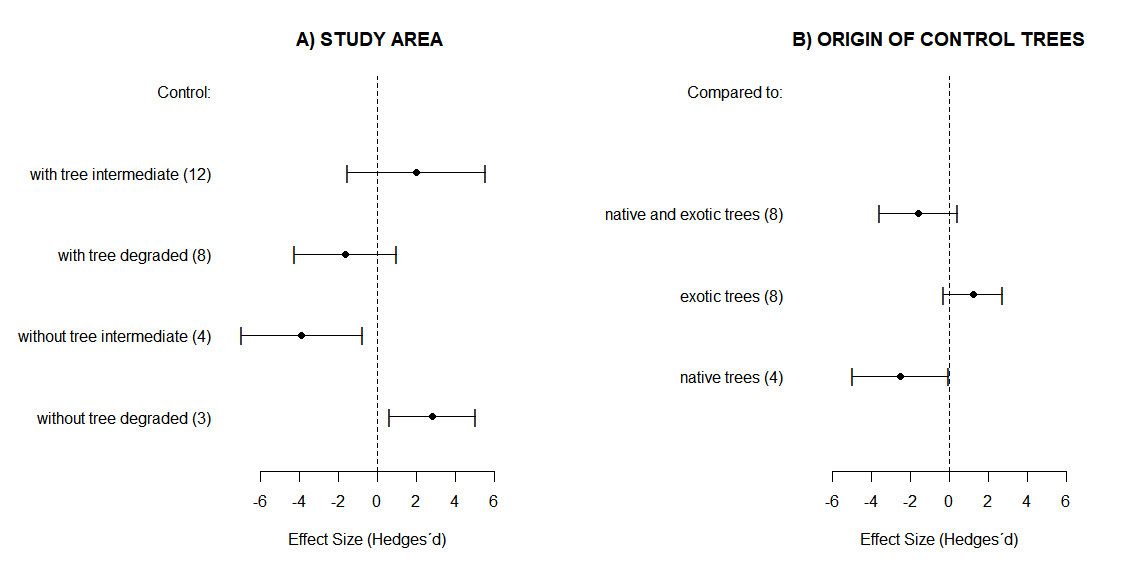 A) STUDY AREA
Control:
with tree intermediate (12)
with tree degraded (8)
without tree intermediate (4)
without tree degraded (3)
-6 -4 -2 0 2 4 6
Effect Size (Hedges´d)
B) ORIGIN OF CONTROL TREES
Compared to:
native and exotic trees (8)
exotic trees (8)
native trees (4)
-6 -4 -2 0 2 4 6
Effect Size (Hedges´d)